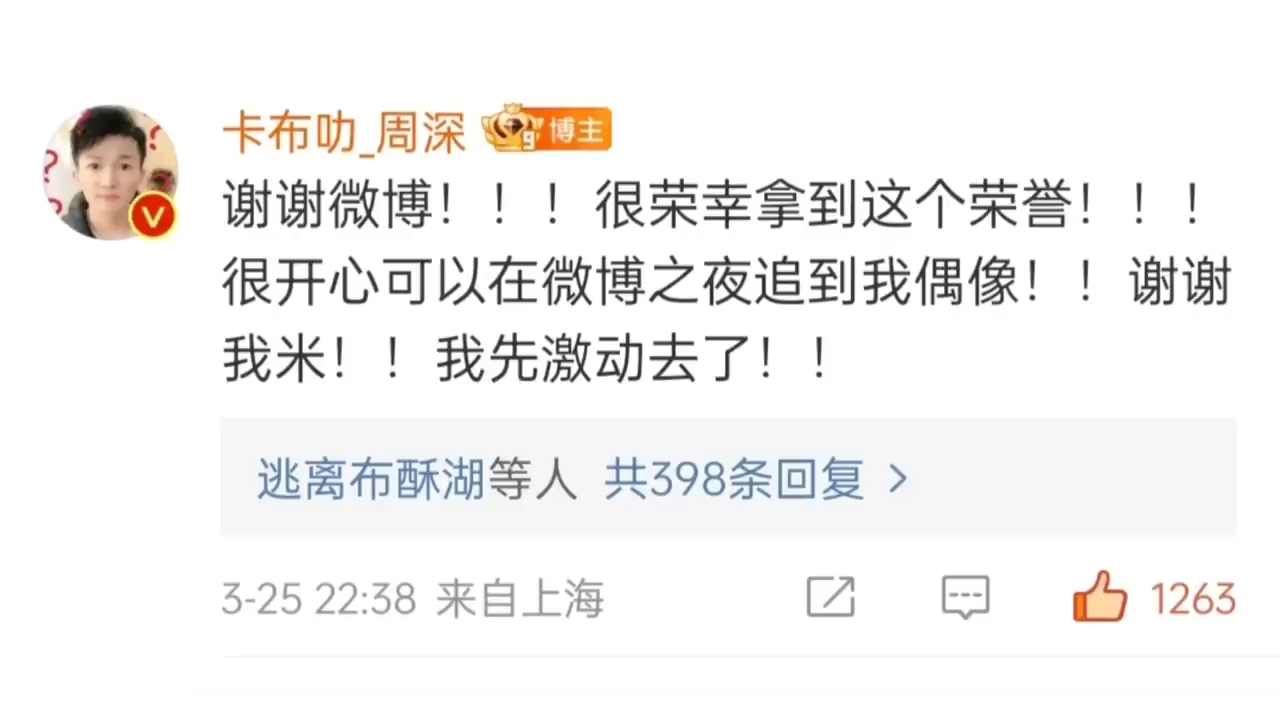 卡布叻_周深 9 博主
谢谢微博！！！很荣幸拿到这个荣誉！！！
很开心可以在微博之夜追到我偶像！！谢谢
我米！！我先激动去了！！
逃离布酥湖等人 共398条回复 >
3-25 22:38 来自上海 1263